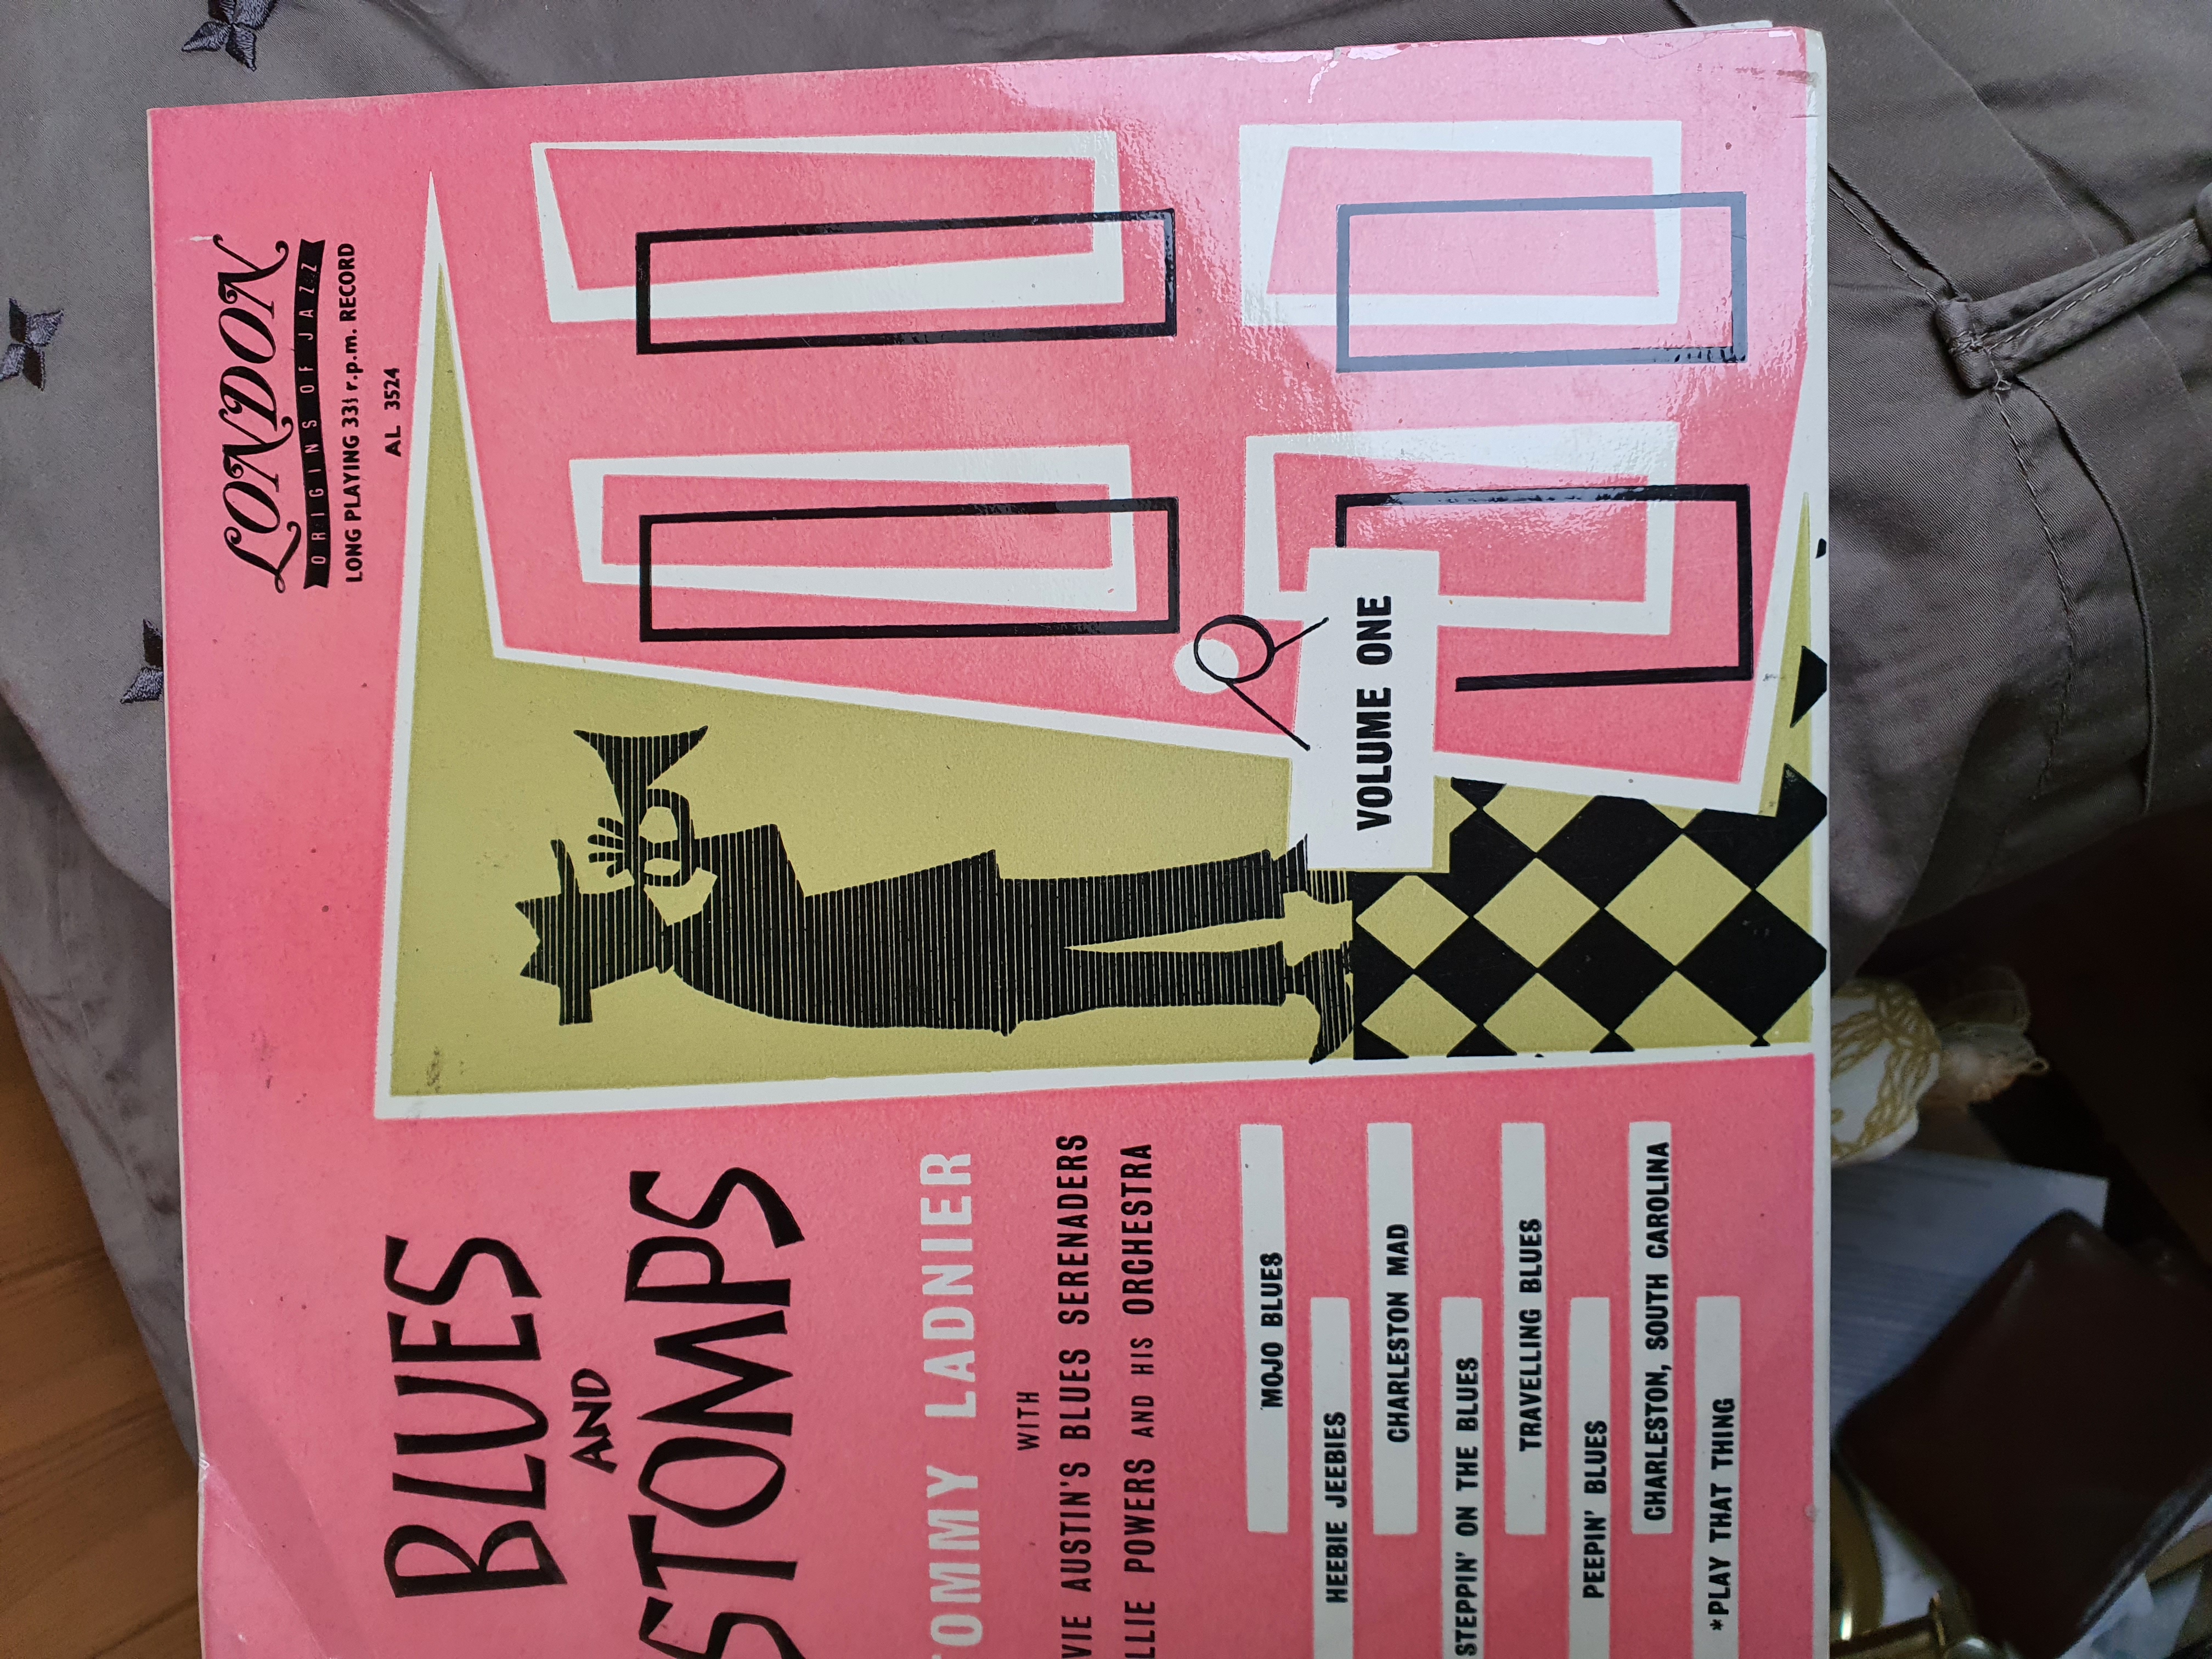 LONDON
ORIGINS OF JAZZ
LONG PLAYING 33⅓ r.p.m. RECORD
AL 3524
BLUES
AND
STOMPS
TOMMY LADNIER
WITH
VIE AUSTIN'S BLUES SERENADERS
LLIE POWERS AND HIS ORCHESTRA
MOJO BLUES
HEEBIE JEEBIES
CHARLESTON MAD
STEPPIN' ON THE BLUES
TRAVELLING BLUES
PEEPIN' BLUES
CHARLESTON, SOUTH CAROLINA
*PLAY THAT THING
VOLUME ONE